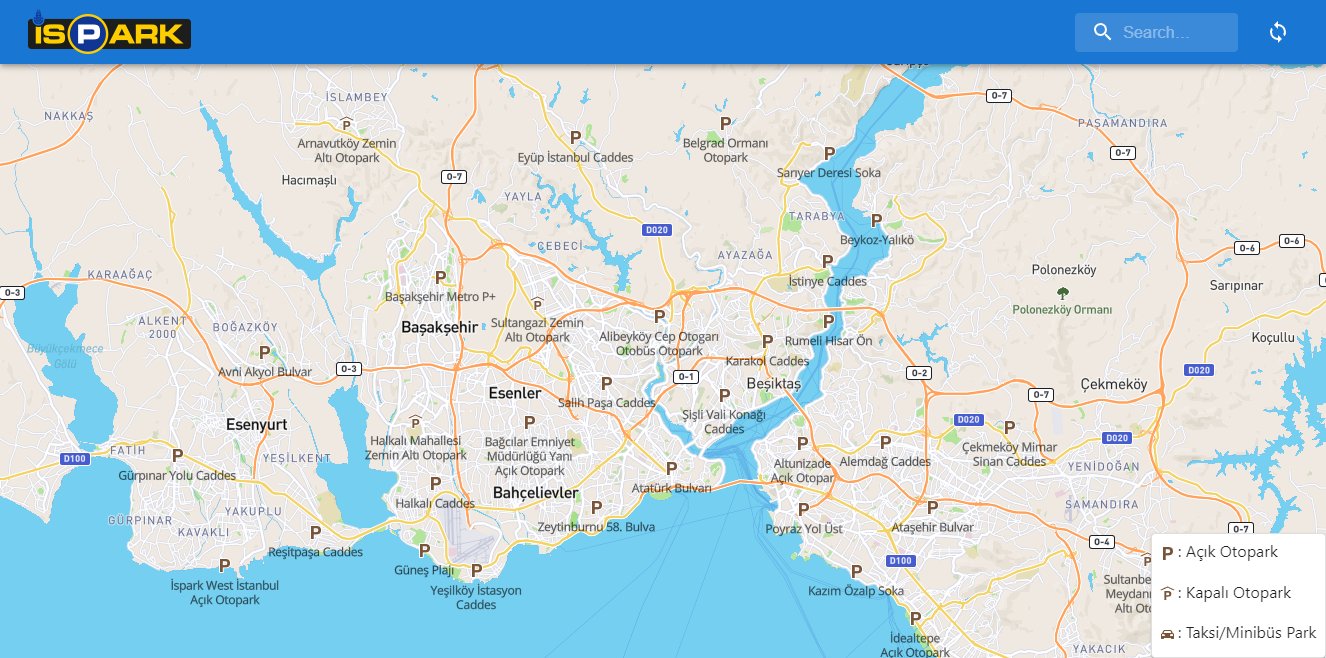 iSPARK
Search...
O-7
İSLAMBEY
NAKKAŞ
Arnavutköy Zemin
Altı Otopark
Hacımaşlı
O-7
Eyüp İstanbul Caddes
Belgrad Ormanı
Otopark
PAŞAMANDIRA
O-7
Sarıyer Deresi Soka
YAYLA
TARABYA
D020
Beykoz-Yalıkö
CEBECİ
AYAZAĞA
O-6
O-6
KARAAĞAÇ
İstinye Caddes
Polonezköy
Sarıpınar
O-3
Başakşehir Metro P+
Polonezköy Ormanı
ALKENT
2000
BOĞAZKÖY
Başakşehir
Sultangazi Zemin
Altı Otopark
Alibeyköy Cep Otogarı
Otobüs Otopark
Rumeli Hisar Ön
Koçullu
Büyükçekmece
Gölü
Avni Akyol Bulvar
O-3
Karakol Caddes
O-1
O-2
D020
Beşiktaş
Çekmeköy
Esenler
Salih Paşa Caddes
O-7
Şişli Vali Konağı
Caddes
Esenyurt
D020
D020
Halkalı Mahallesi
Zemin Altı Otopark
Bağcılar Emniyet
Müdürlüğü Yanı
Açık Otopark
FATİH
D100
YEŞİLKENT
Gürpınar Yolu Caddes
Altunizade
Açık Otopar
Alemdağ Caddes
Çekmeköy Mimar
Sinan Caddes
YENİDOĞAN
Bahçelievler
Atatürk Bulvarı
Halkalı Caddes
SAMANDIRA
YAKUPLU
GÜRPINAR
KAVAKLI
Zeytinburnu 58. Bulva
Poyraz Yol Üst
Ataşehir Bulvar
O-7
O-4
Reşitpaşa Caddes
D100
Güneş Plajı
İspark West İstanbul
Açık Otopark
Yeşilköy İstasyon
Caddes
Kazım Özalp Soka
İdealtepe
Açık Otopark
YAKACIK
P : Açık Otopark
P : Kapalı Otopark
: Taksi/Minibüs Park